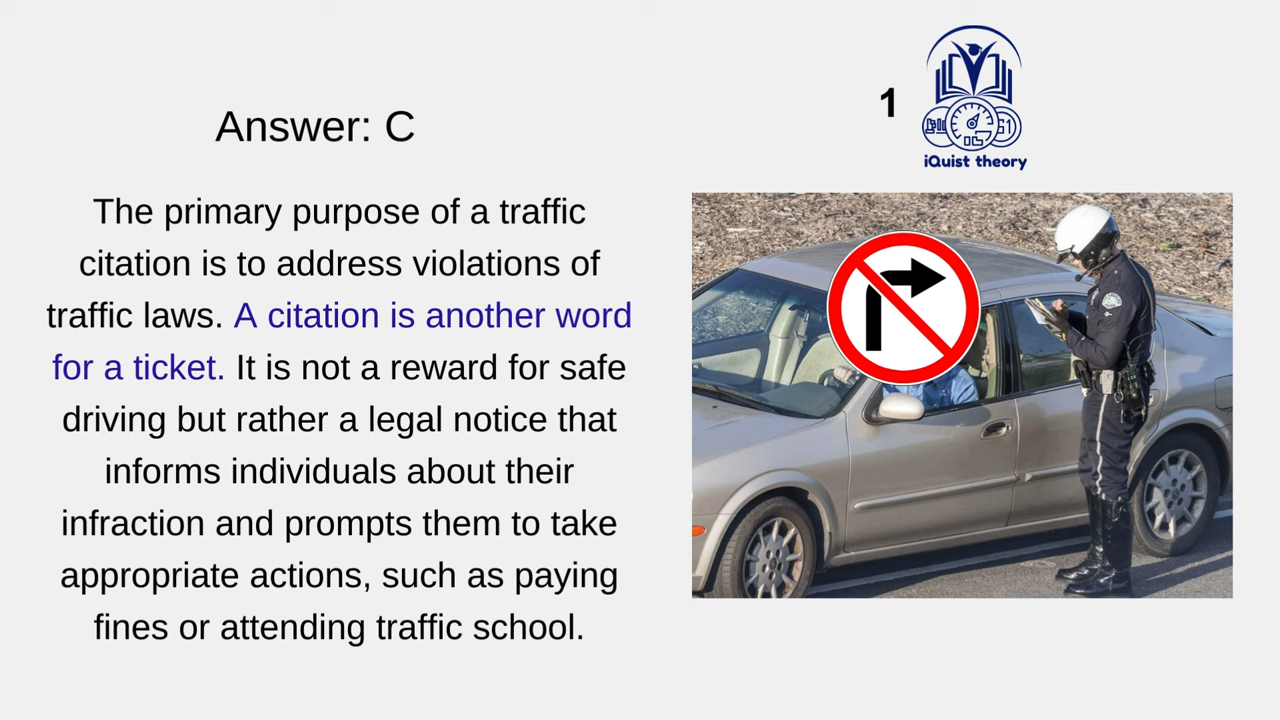 Answer: C
The primary purpose of a traffic
citation is to address violations of
traffic laws. A citation is another word
for a ticket. It is not a reward for safe
driving but rather a legal notice that
informs individuals about their
infraction and prompts them to take
appropriate actions, such as paying
fines or attending traffic school.
1
iQuist theory